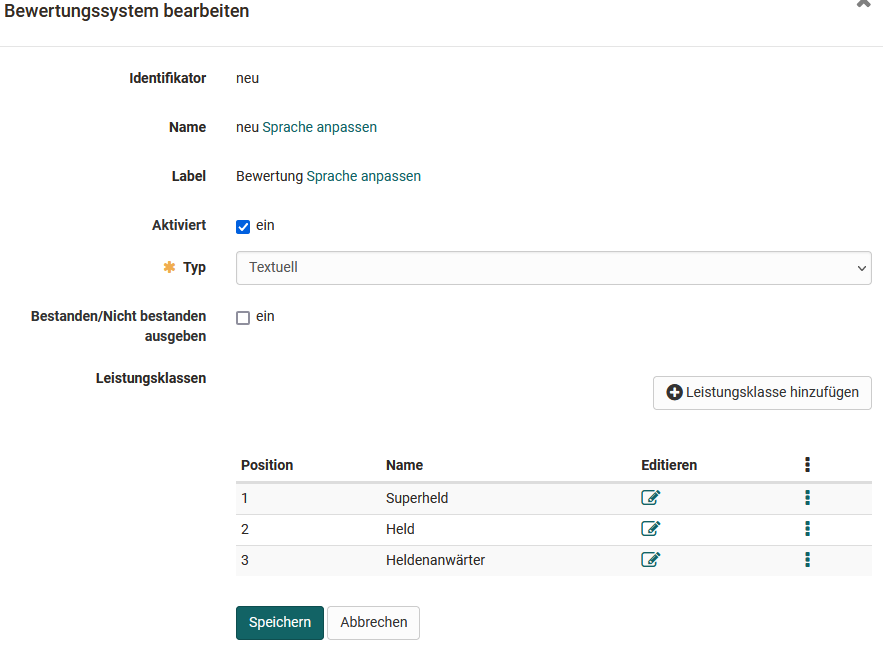 Bewertungssystem bearbeiten
Identifikator neu
Name neu Sprache anpassen
Label Bewertung Sprache anpassen
Aktiviert ein
Typ Textuell
Bestanden/Nicht bestanden ein
ausgeben
Leistungsklassen
Leistungsklasse hinzufügen
Position Name Editieren
1 Superheld
2 Held
3 Heldenanwärter
Speichern Abbrechen